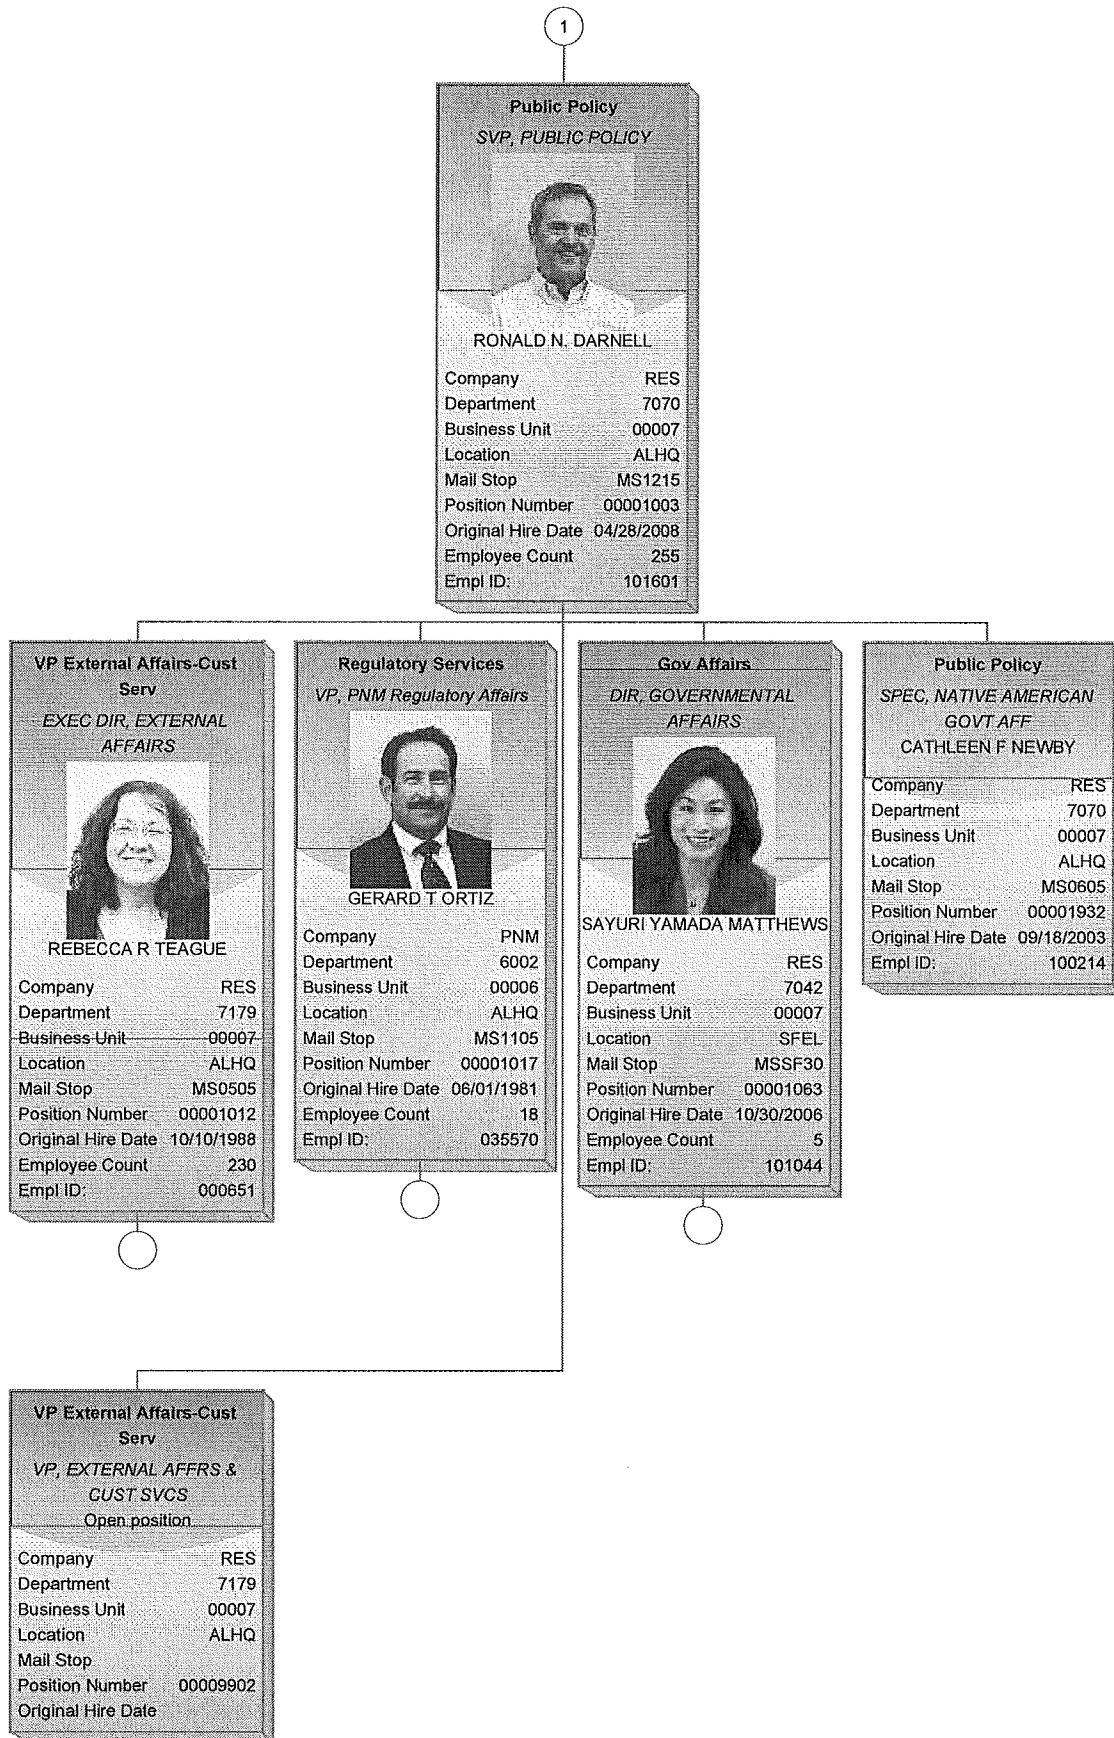 1
Public Policy
SVP, PUBLIC POLICY
RONALD N. DARNELL
Company RES
Department 7070
Business Unit 00007
Location ALHQ
Mail Stop MS1215
Position Number 00001003
Original Hire Date 04/28/2008
Employee Count 255
Empl ID: 101601
VP External Affairs-Cust
Serv
EXEC DIR, EXTERNAL
AFFAIRS
REBECCA R TEAGUE
Company RES
Department 7179
Business Unit 00007
Location ALHQ
Mail Stop MS0505
Position Number 00001012
Original Hire Date 10/10/1988
Employee Count 230
Empl ID: 000651
Regulatory Services
VP, PNM Regulatory Affairs
GERARD T ORTIZ
Company PNM
Department 6002
Business Unit 00006
Location ALHQ
Mail Stop MS1105
Position Number 00001017
Original Hire Date 06/01/1981
Employee Count 18
Empl ID: 035570
Gov Affairs
DIR, GOVERNMENTAL
AFFAIRS
SAYURI YAMADA MATTHEWS
Company RES
Department 7042
Business Unit 00007
Location SFEL
Mail Stop MSSF30
Position Number 00001063
Original Hire Date 10/30/2006
Employee Count 5
Empl ID: 101044
Public Policy
SPEC, NATIVE AMERICAN
GOVT AFF
CATHLEEN F NEWBY
Company RES
Department 7070
Business Unit 00007
Location ALHQ
Mail Stop MS0605
Position Number 00001932
Original Hire Date 09/18/2003
Empl ID: 100214
VP External Affairs-Cust
Serv
VP, EXTERNAL AFFRS &
CUST SVCS
Open position
Company RES
Department 7179
Business Unit 00007
Location ALHQ
Mail Stop
Position Number 00009902
Original Hire Date